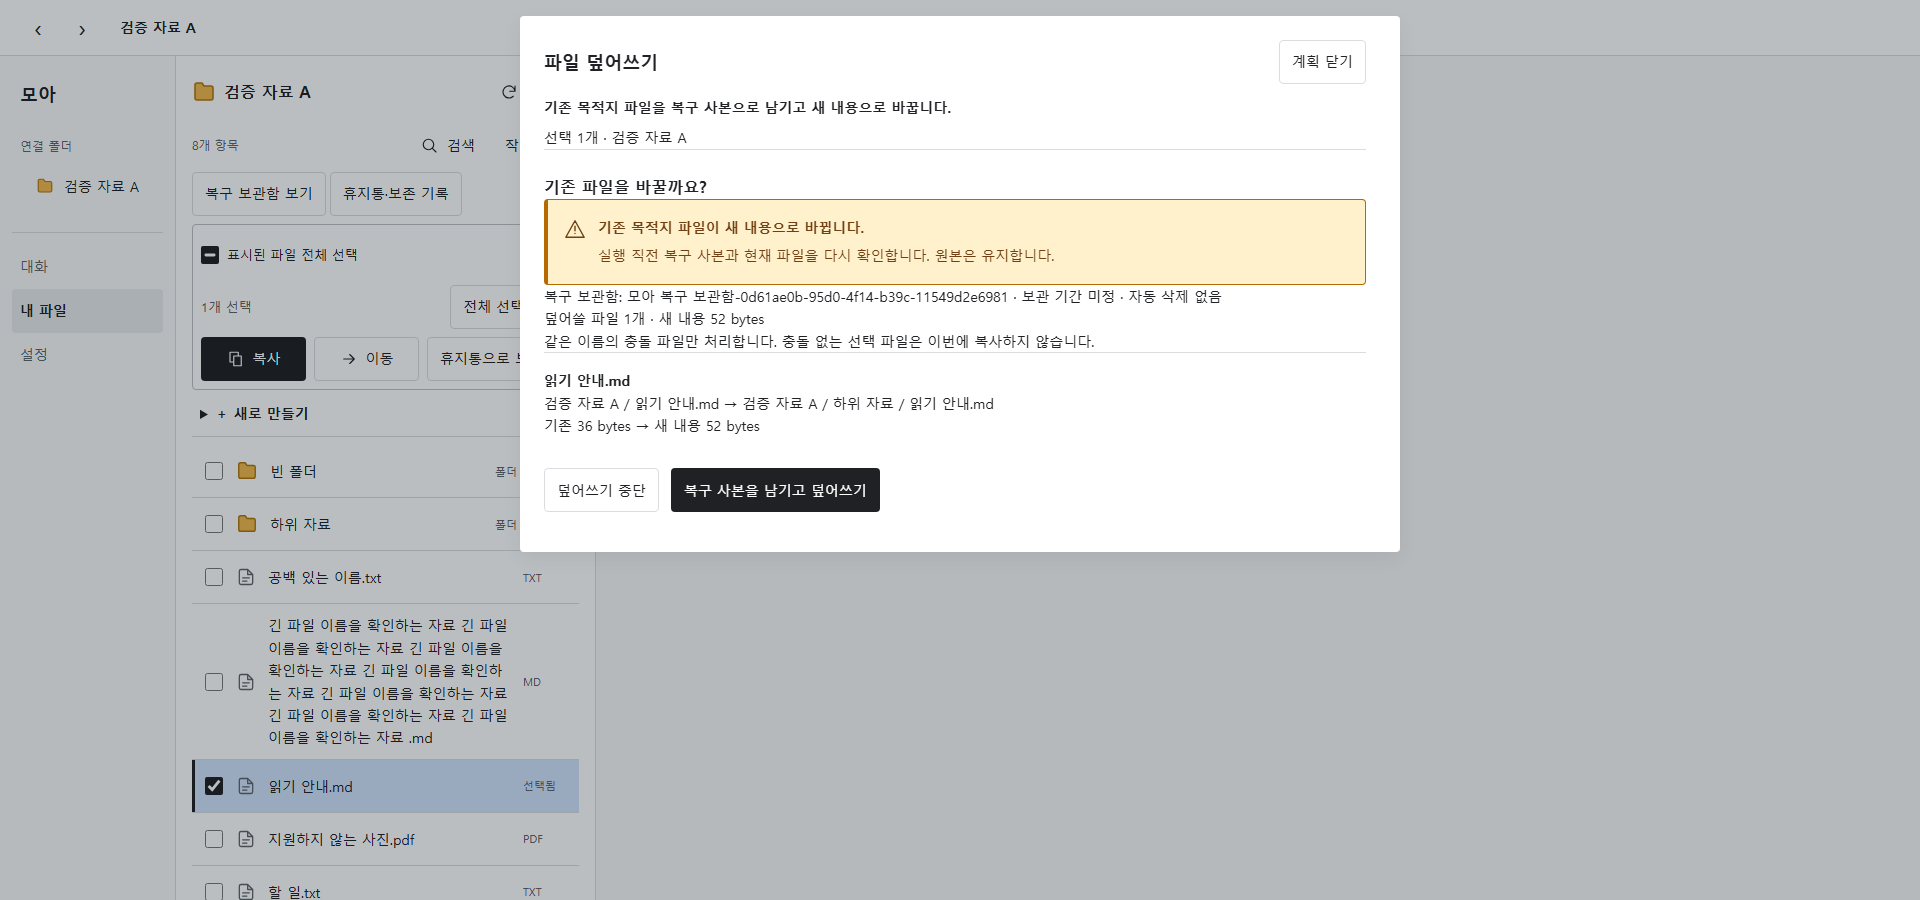 검증 자료 A
모아
연결 폴더
검증 자료 A
대화
내 파일
설정
검증 자료 A
8개 항목
검색
작
복구 보관함 보기
휴지통·보존 기록
표시된 파일 전체 선택
1개 선택
전체 선택
복사
이동
휴지통으로
+ 새로 만들기
빈 폴더
폴더
하위 자료
폴더
공백 있는 이름.txt
TXT
긴 파일 이름을 확인하는 자료 긴 파일
이름을 확인하는 자료 긴 파일 이름을
확인하는 자료 긴 파일 이름을 확인하
는 자료 긴 파일 이름을 확인하는 자료
긴 파일 이름을 확인하는 자료 긴 파일
이름을 확인하는 자료 .md
MD
읽기 안내.md
선택됨
지원하지 않는 사진.pdf
PDF
할 일.txt
TXT
파일 덮어쓰기
계획 닫기
기존 목적지 파일을 복구 사본으로 남기고 새 내용으로 바꿉니다.
선택 1개 · 검증 자료 A
기존 파일을 바꿀까요?
기존 목적지 파일이 새 내용으로 바뀝니다.
실행 직전 복구 사본과 현재 파일을 다시 확인합니다. 원본은 유지합니다.
복구 보관함: 모아 복구 보관함-0d61ae0b-95d0-4f14-b39c-11549d2e6981 · 보관 기간 미정 · 자동 삭제 없음
덮어쓸 파일 1개 · 새 내용 52 bytes
같은 이름의 충돌 파일만 처리합니다. 충돌 없는 선택 파일은 이번에 복사하지 않습니다.
읽기 안내.md
검증 자료 A / 읽기 안내.md → 검증 자료 A / 하위 자료 / 읽기 안내.md
기존 36 bytes → 새 내용 52 bytes
덮어쓰기 중단
복구 사본을 남기고 덮어쓰기